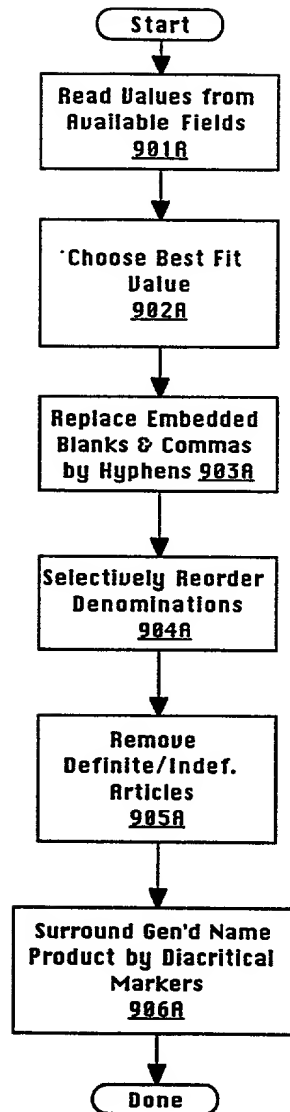 Start
Read Values from
Available Fields
901A
Choose Best Fit
Value
902A
Replace Embedded
Blanks & Commas
by Hyphens 903A
Selectively Reorder
Denominations
904A
Remove
Definite/Indef.
Articles
905A
Surround Gen'd Name
Product by Diacritical
Markers
906A
Done